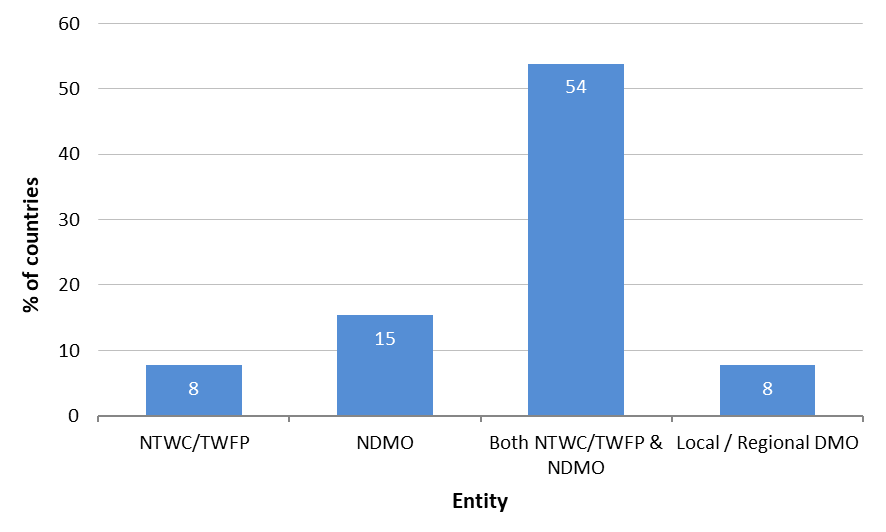 60
50
40
30
20
10
0
% of countries
8
15
54
8
NTWC/TWFP
NDMO
Both NTWC/TWFP &
NDMO
Local / Regional DMO
Entity